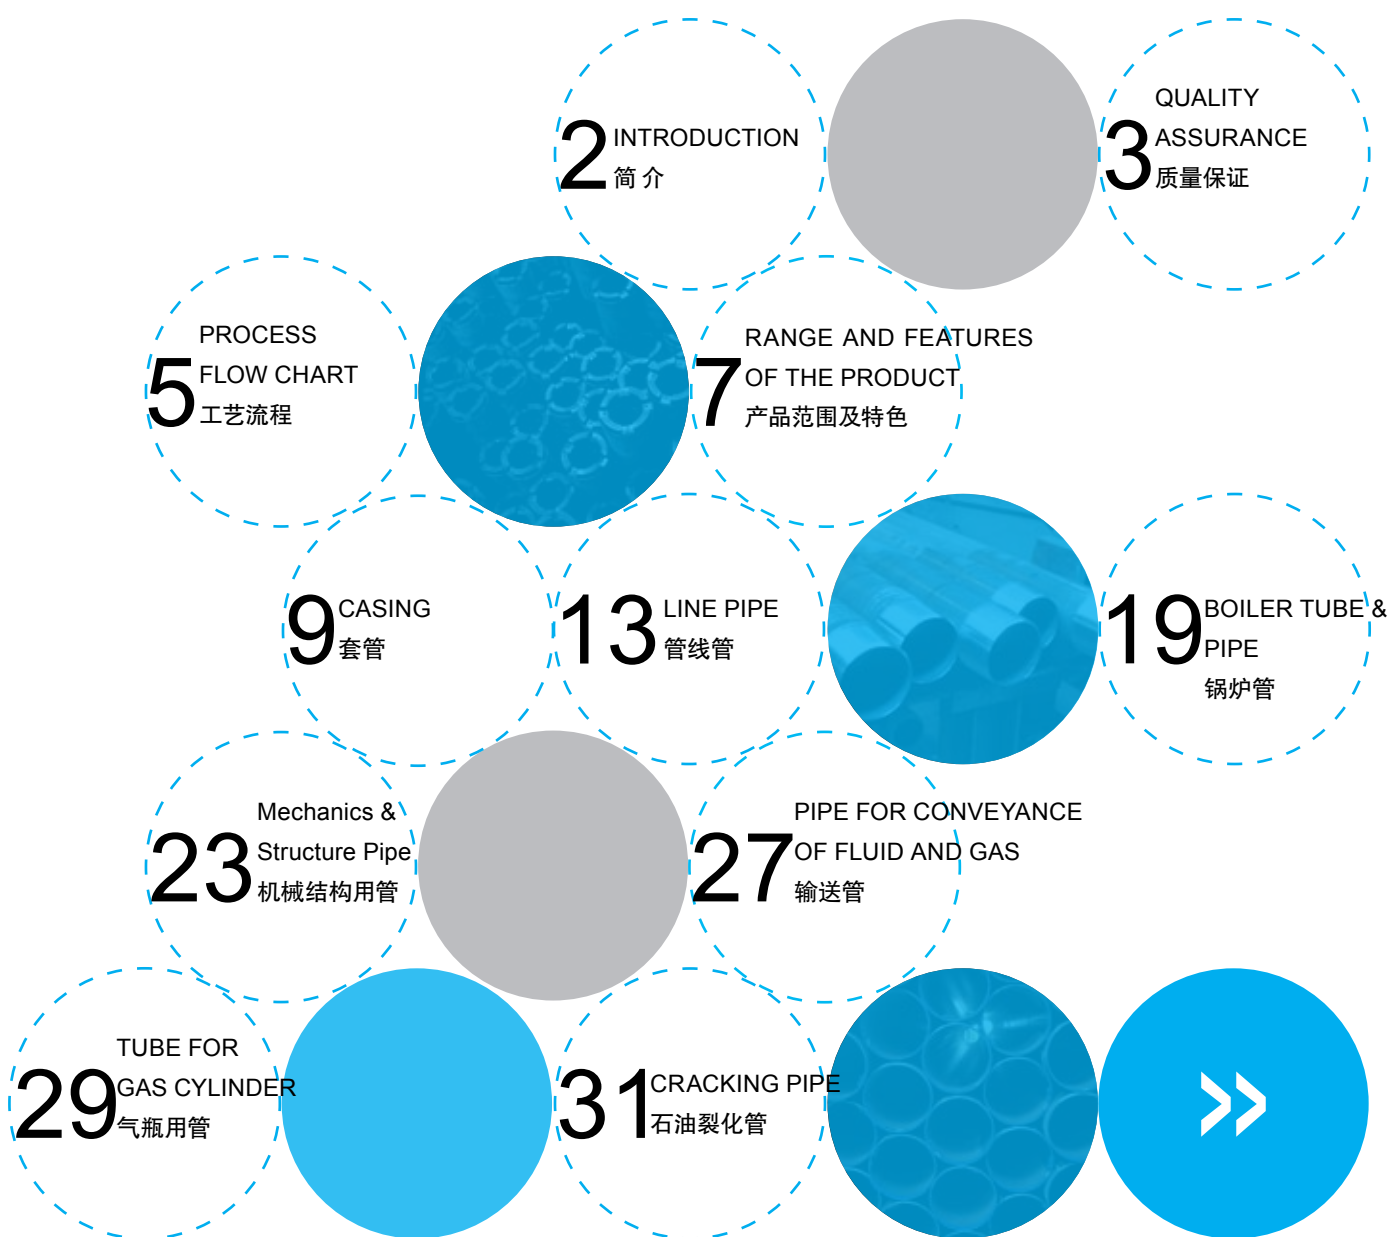 2
INTRODUCTION
简 介
3
QUALITY
ASSURANCE
质量保证
5
PROCESS
FLOW CHART
工艺流程
7
RANGE AND FEATURES
OF THE PRODUCT
产品范围及特色
9
CASING
套管
13
LINE PIPE
管线管
19
BOILER TUBE &
PIPE
锅炉管
23
Mechanics &
Structure Pipe
机械结构用管
27
PIPE FOR CONVEYANCE
OF FLUID AND GAS
输送管
29
TUBE FOR
GAS CYLINDER
气瓶用管
31
CRACKING PIPE
石油裂化管
»